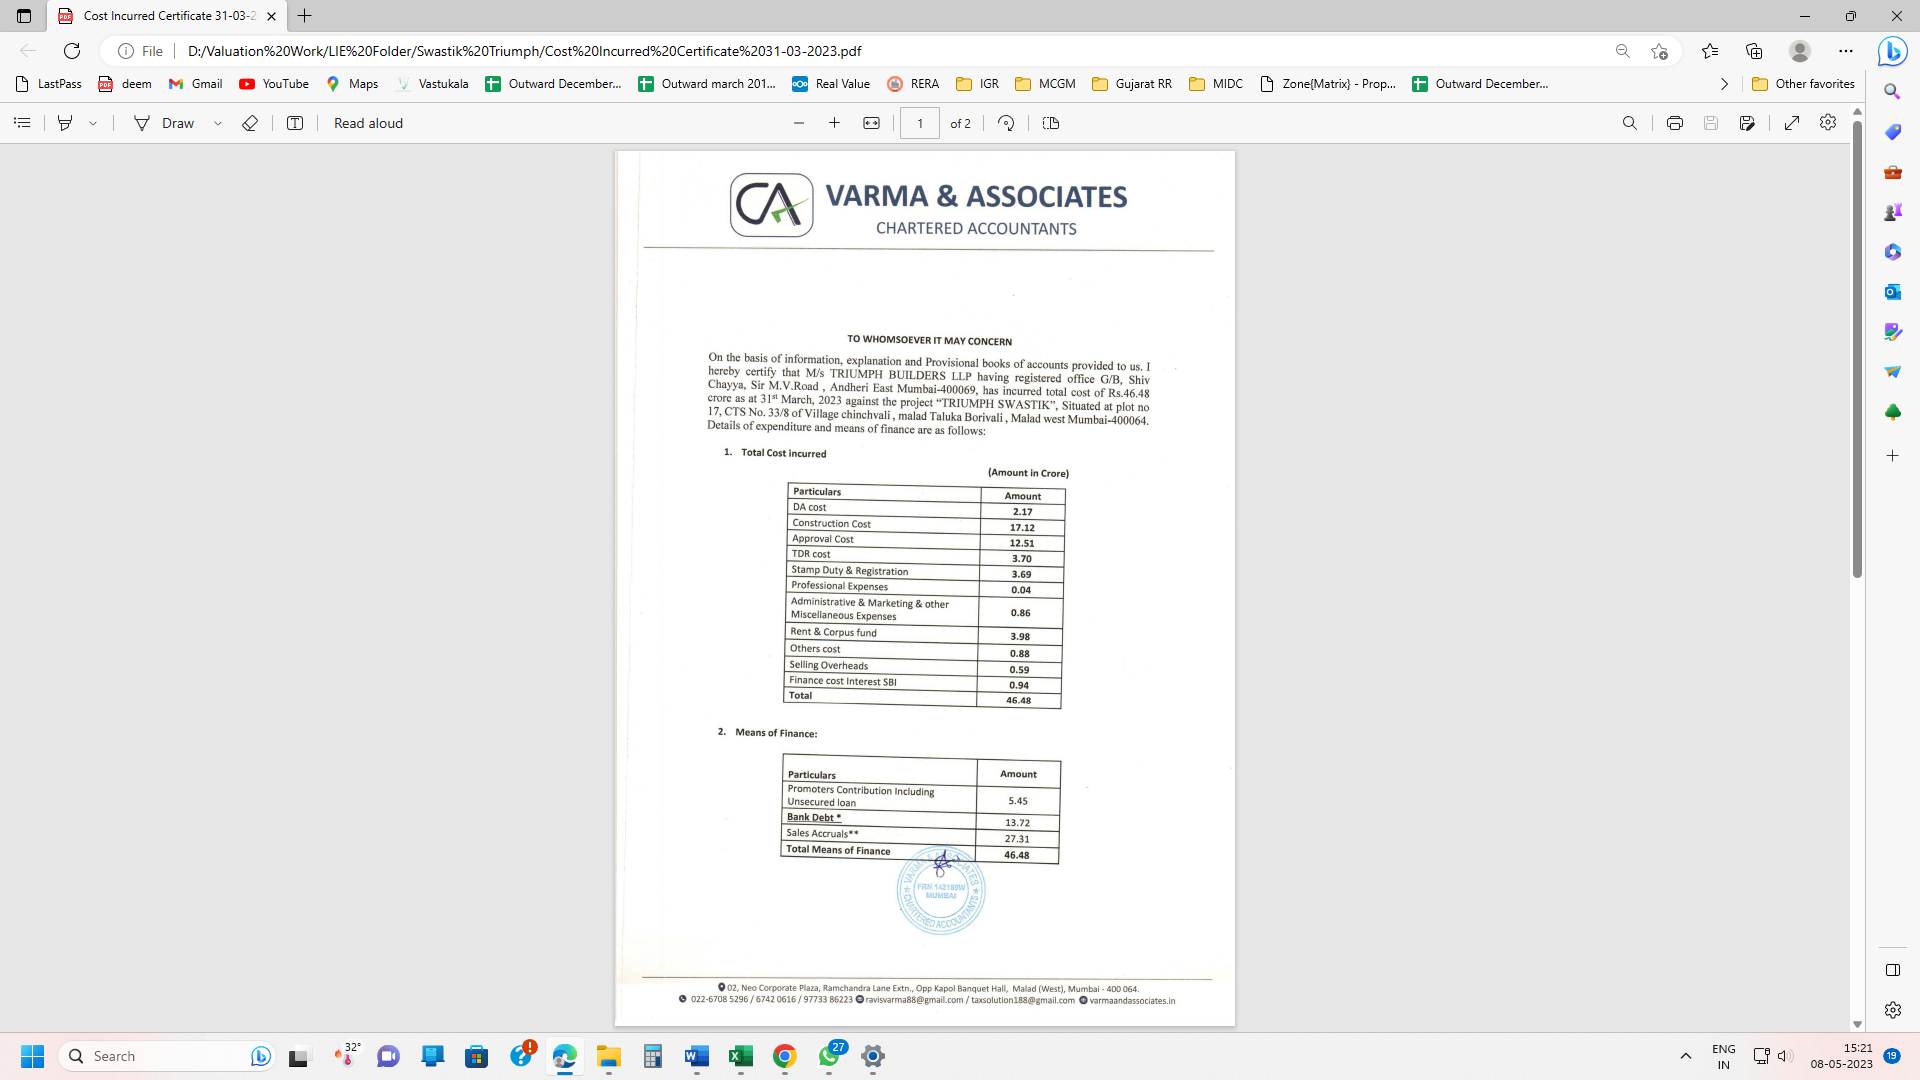 Cost Incurred Certificate 31-03-2
File
D:/Valuation%20Work/LIE%20Folder/Swastik%20Triumph/Cost%20Incurred%20Certificate%2031-03-2023.pdf
LastPass
deem
Gmail
YouTube
Maps
Vastukala
Outward December...
Outward march 201...
Real Value
RERA
IGR
MCGM
Gujarat RR
MIDC
Zone{Matrix} - Prop...
Outward December...
Other favorites
Draw
Read aloud
1 of 2
CA VARMA & ASSOCIATES
CHARTERED ACCOUNTANTS
TO WHOMSOEVER IT MAY CONCERN
On the basis of information, explanation and Provisional books of accounts provided to us. I
hereby certify that M/s TRIUMPH BUILDERS LLP having registered office G/B, Shiv
Chayya, Sir M.V.Road , Andheri East Mumbai-400069, has incurred total cost of Rs.46.48
crore as at 31st March, 2023 against the project “TRIUMPH SWASTIK”, Situated at plot no
17, CTS No. 33/8 of Village chinchvali , malad Taluka Borivali , Malad west Mumbai-400064.
Details of expenditure and means of finance are as follows:
1. Total Cost incurred
(Amount in Crore)
Particulars Amount
DA cost 2.17
Construction Cost 17.12
Approval Cost 12.51
TDR cost 3.70
Stamp Duty & Registration 3.69
Professional Expenses 0.04
Administrative & Marketing & other
Miscellaneous Expenses 0.86
Rent & Corpus fund 3.98
Others cost 0.88
Selling Overheads 0.59
Finance cost Interest SBI 0.94
Total 46.48
2. Means of Finance:
Particulars Amount
Promoters Contribution Including
Unsecured loan 5.45
Bank Debt * 13.72
Sales Accruals** 27.31
Total Means of Finance 46.48
VARMA & ASSOCIATES
FRN 142189W
MUMBAI
CHARTERED ACCOUNTANTS
02, Neo Corporate Plaza, Ramchandra Lane Extn., Opp Kapol Banquet Hall, Malad (West), Mumbai - 400 064.
022-6708 5296 / 6742 0616 / 97733 86223 ravisvarma88@gmail.com / taxsolution188@gmail.com varmaandassociates.in
Search
32°
27
ENG
IN
15:21
08-05-2023
19